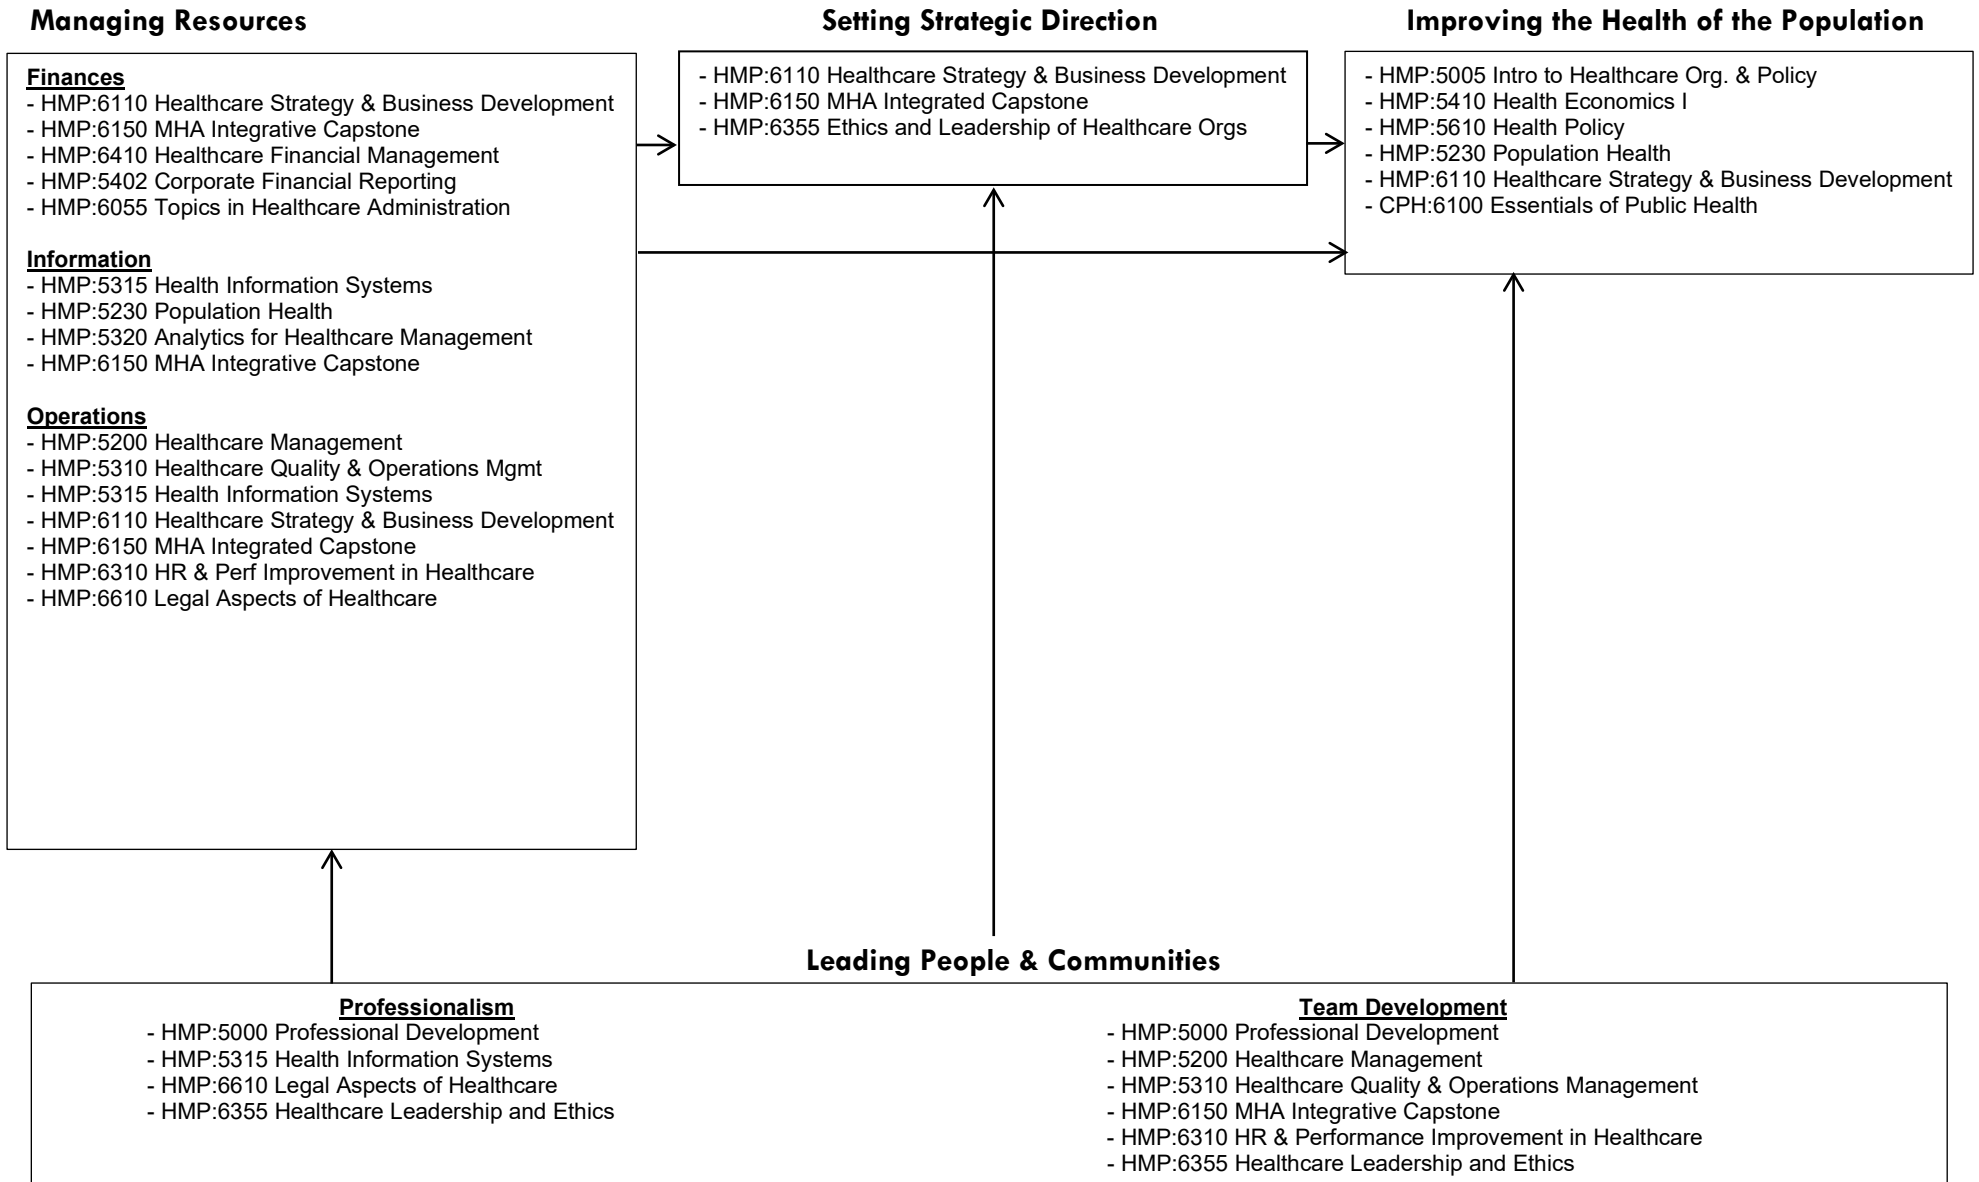 Managing Resources
Finances
- HMP:6110 Healthcare Strategy & Business Development
- HMP:6150 MHA Integrative Capstone
- HMP:6410 Healthcare Financial Management
- HMP:5402 Corporate Financial Reporting
- HMP:6055 Topics in Healthcare Administration
Information
- HMP:5315 Health Information Systems
- HMP:5230 Population Health
- HMP:5320 Analytics for Healthcare Management
- HMP:6150 MHA Integrative Capstone
Operations
- HMP:5200 Healthcare Management
- HMP:5310 Healthcare Quality & Operations Mgmt
- HMP:5315 Health Information Systems
- HMP:6110 Healthcare Strategy & Business Development
- HMP:6150 MHA Integrated Capstone
- HMP:6310 HR & Perf Improvement in Healthcare
- HMP:6610 Legal Aspects of Healthcare
Setting Strategic Direction
- HMP:6110 Healthcare Strategy & Business Development
- HMP:6150 MHA Integrated Capstone
- HMP:6355 Ethics and Leadership of Healthcare Orgs
Improving the Health of the Population
- HMP:5005 Intro to Healthcare Org. & Policy
- HMP:5410 Health Economics I
- HMP:5610 Health Policy
- HMP:5230 Population Health
- HMP:6110 Healthcare Strategy & Business Development
- CPH:6100 Essentials of Public Health
Leading People & Communities
Professionalism
- HMP:5000 Professional Development
- HMP:5315 Health Information Systems
- HMP:6610 Legal Aspects of Healthcare
- HMP:6355 Healthcare Leadership and Ethics
Team Development
- HMP:5000 Professional Development
- HMP:5200 Healthcare Management
- HMP:5310 Healthcare Quality & Operations Management
- HMP:6150 MHA Integrative Capstone
- HMP:6310 HR & Performance Improvement in Healthcare
- HMP:6355 Healthcare Leadership and Ethics